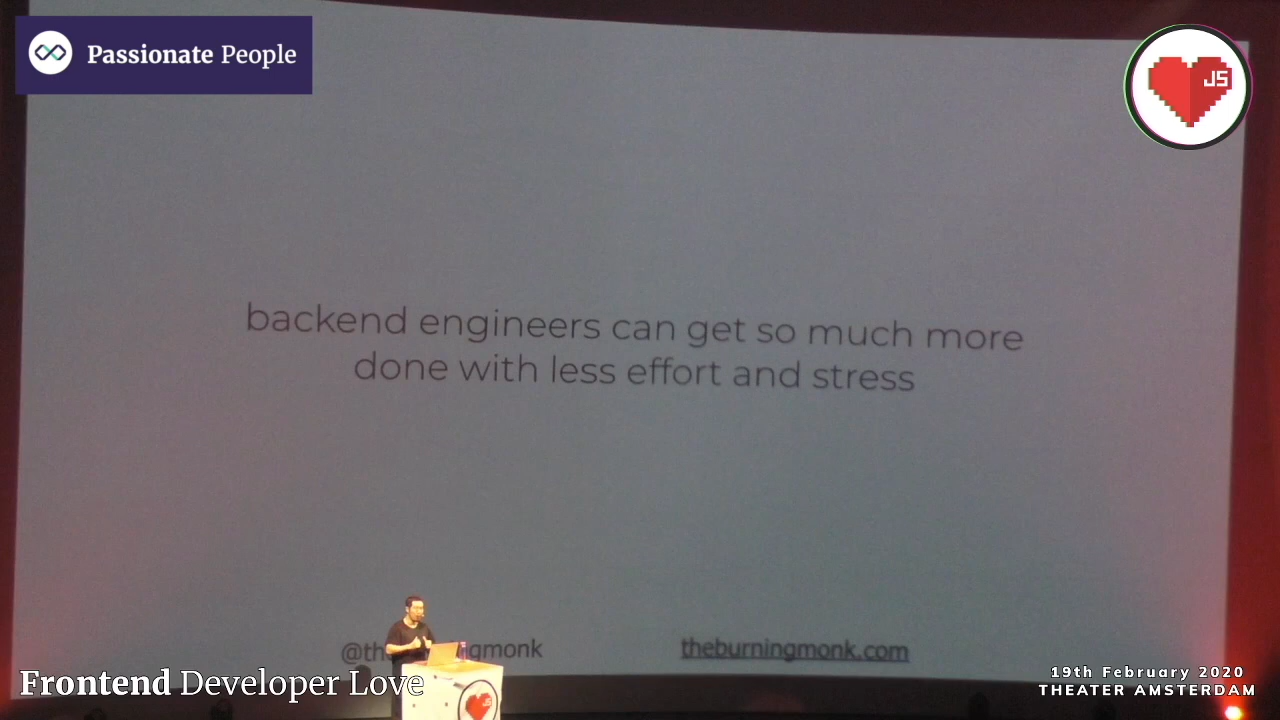 Passionate People
JS
backend engineers can get so much more
done with less effort and stress
theburningmonk.com
Frontend Developer Love
JS
19th February 2020
THEATER AMSTERDAM